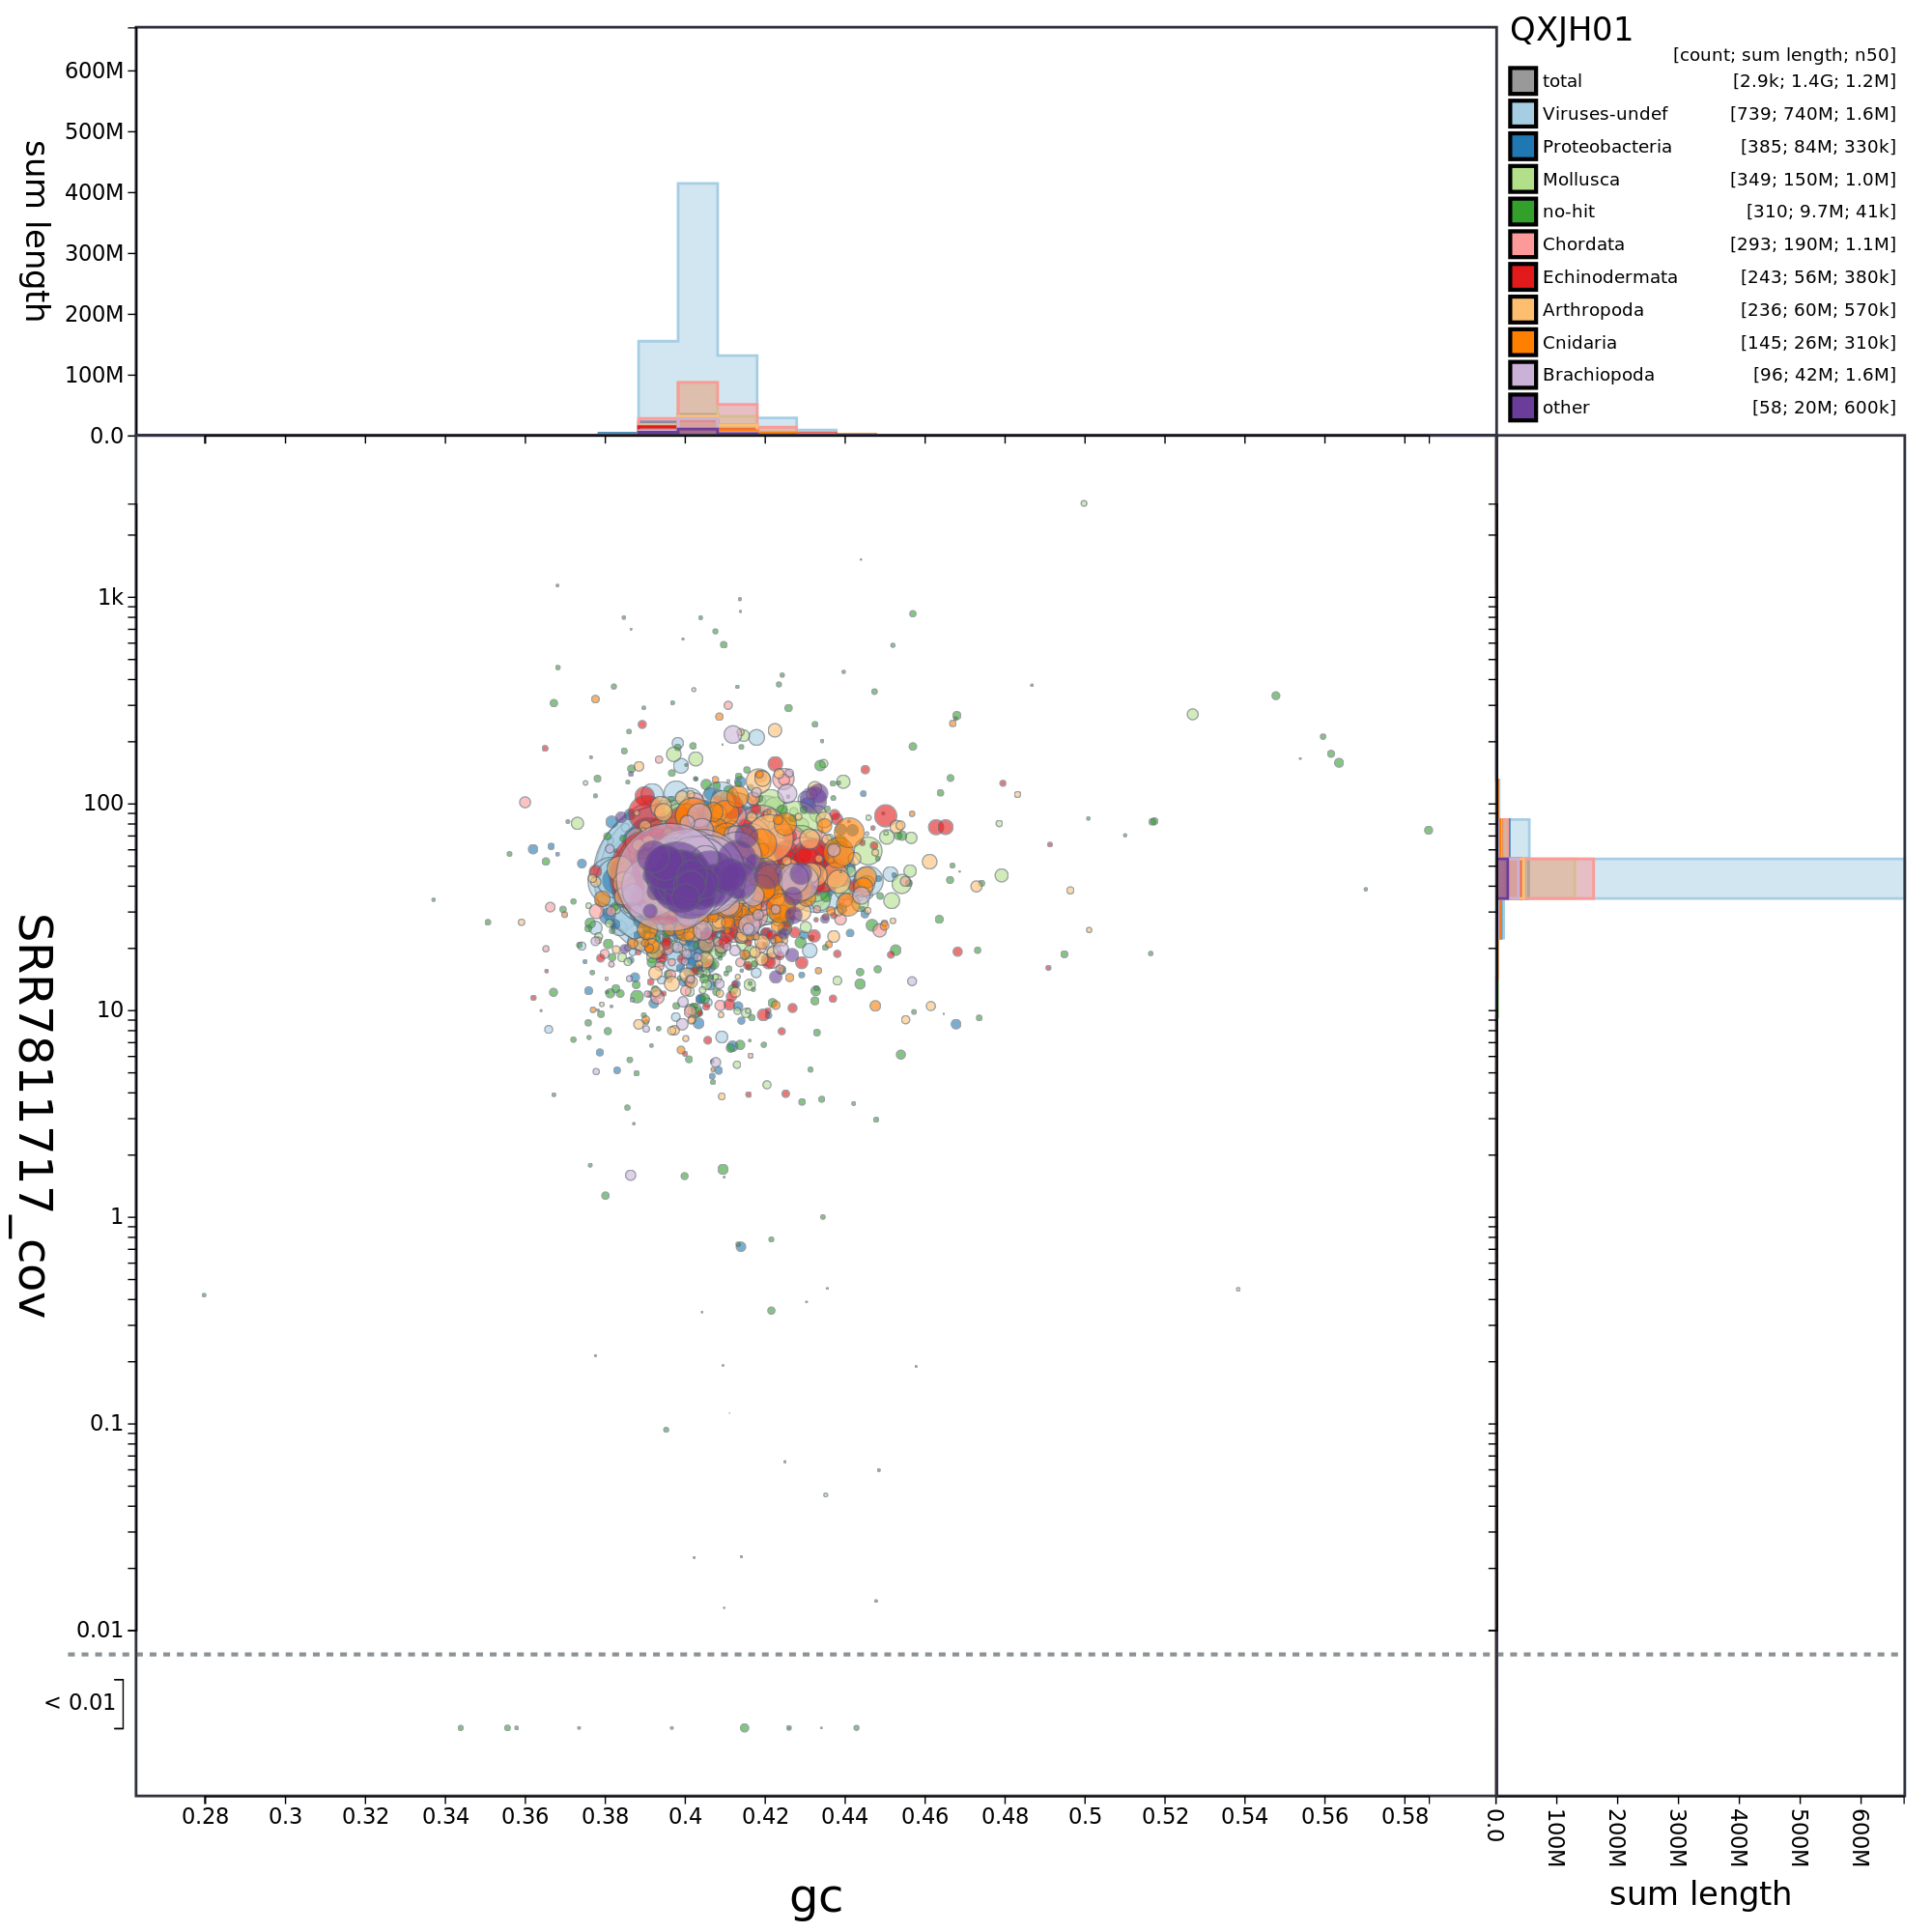 QXJH01
[count; sum length; n50]
total [2.9k; 1.4G; 1.2M]
Viruses-undef [739; 740M; 1.6M]
Proteobacteria [385; 84M; 330k]
Mollusca [349; 150M; 1.0M]
no-hit [310; 9.7M; 41k]
Chordata [293; 190M; 1.1M]
Echinodermata [243; 56M; 380k]
Arthropoda [236; 60M; 570k]
Cnidaria [145; 26M; 310k]
Brachiopoda [96; 42M; 1.6M]
other [58; 20M; 600k]
sum length
600M
500M
400M
300M
200M
100M
0.0
SRR7811717_cov
1k
100
10
1
0.1
0.01
< 0.01
0.28 0.3 0.32 0.34 0.36 0.38 0.4 0.42 0.44 0.46 0.48 0.5 0.52 0.54 0.56 0.58
gc
0.0 100M 200M 300M 400M 500M 600M
sum length